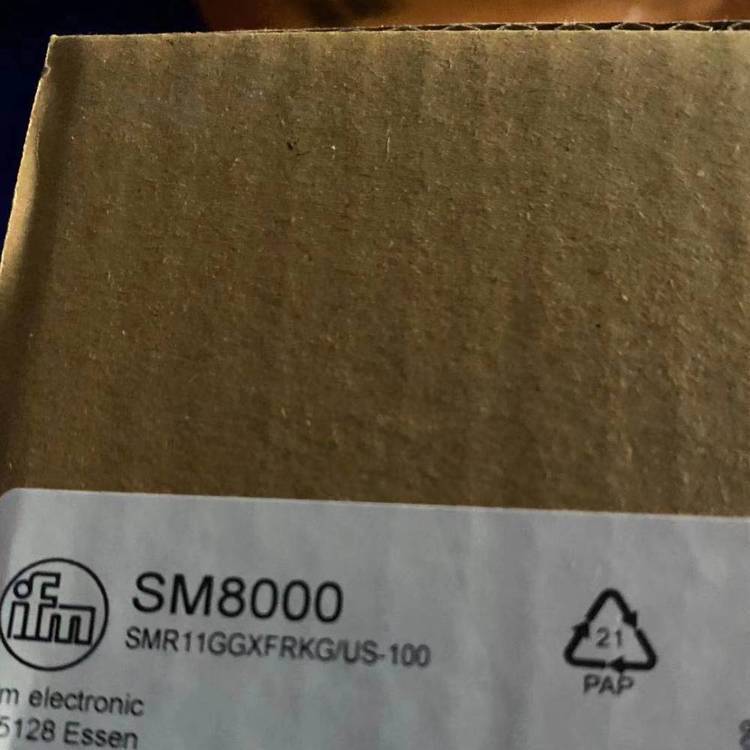 ifm
SM8000
SMR11GGXFRKG/US-100
21
PAP
m electronic
5128 Essen